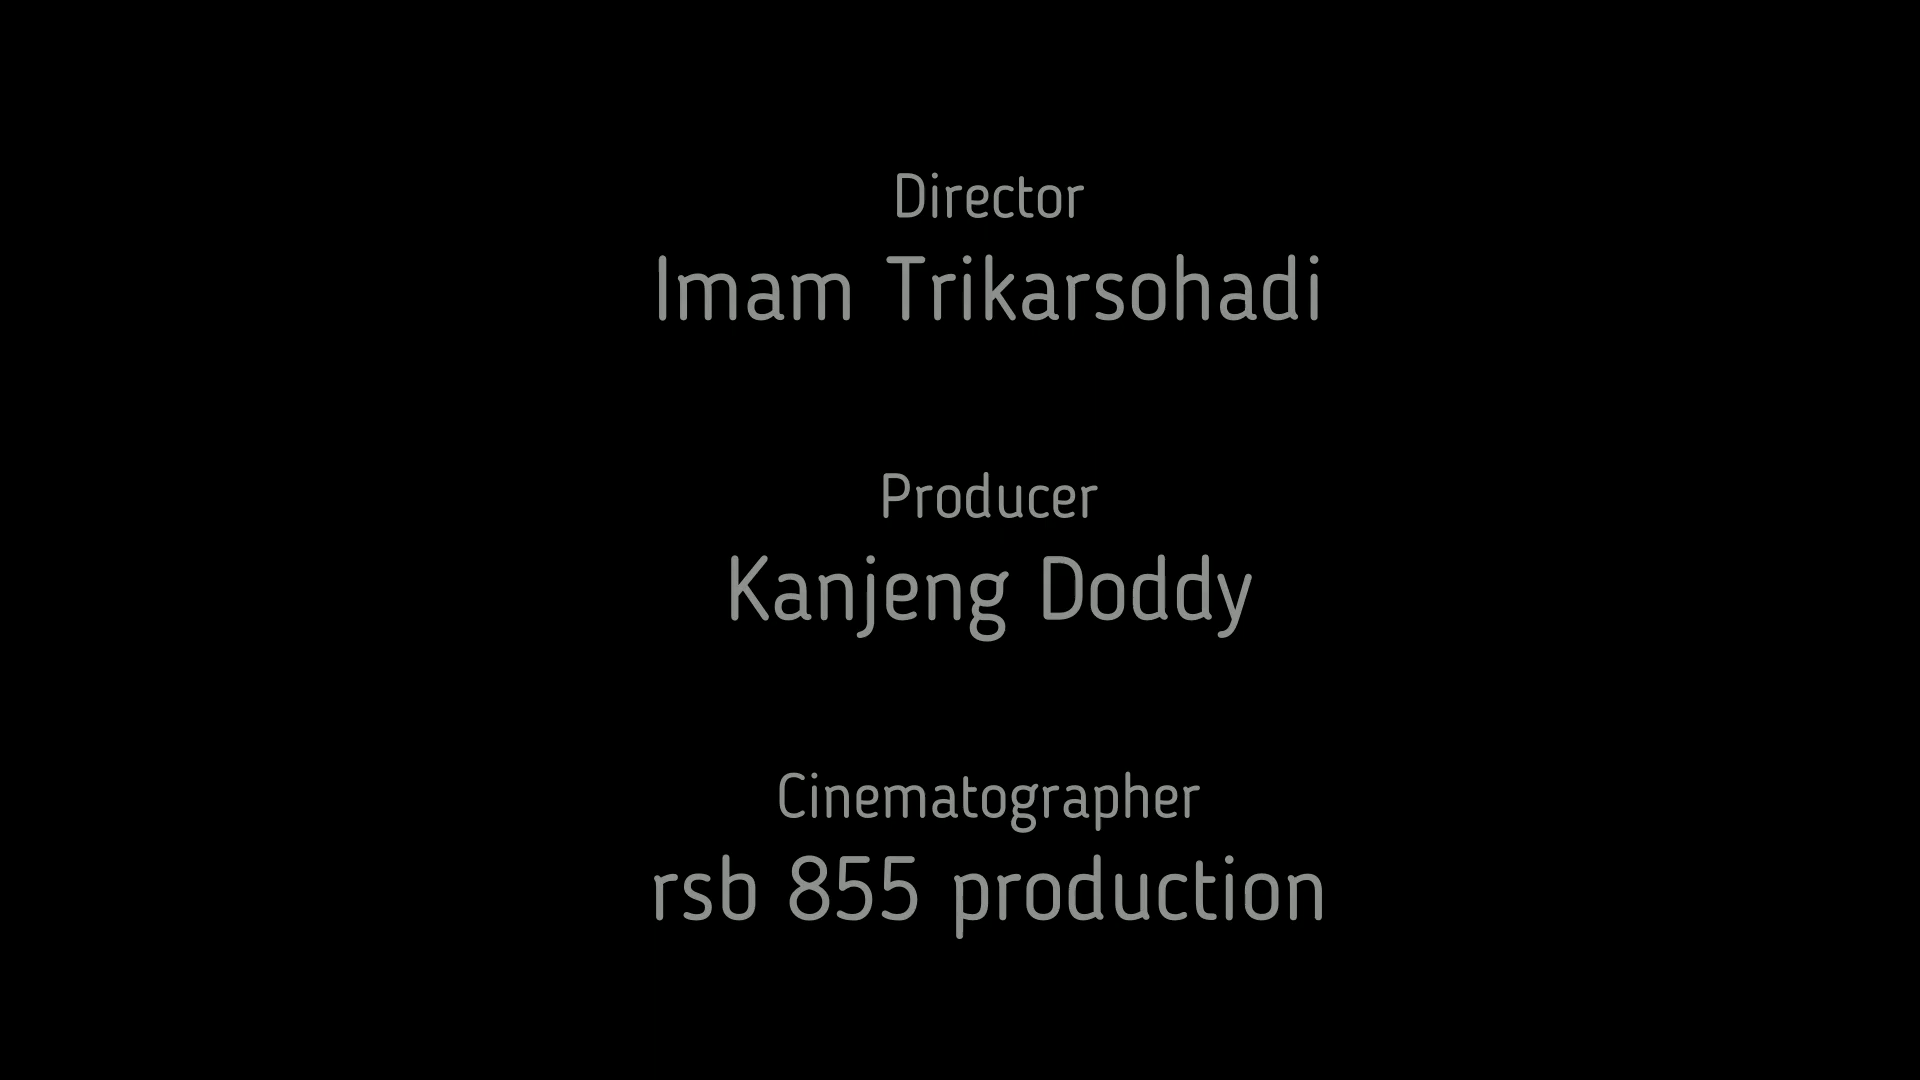 Director
Imam Trikarsohadi
Producer
Kanjeng Doddy
Cinematographer
rsb 855 production